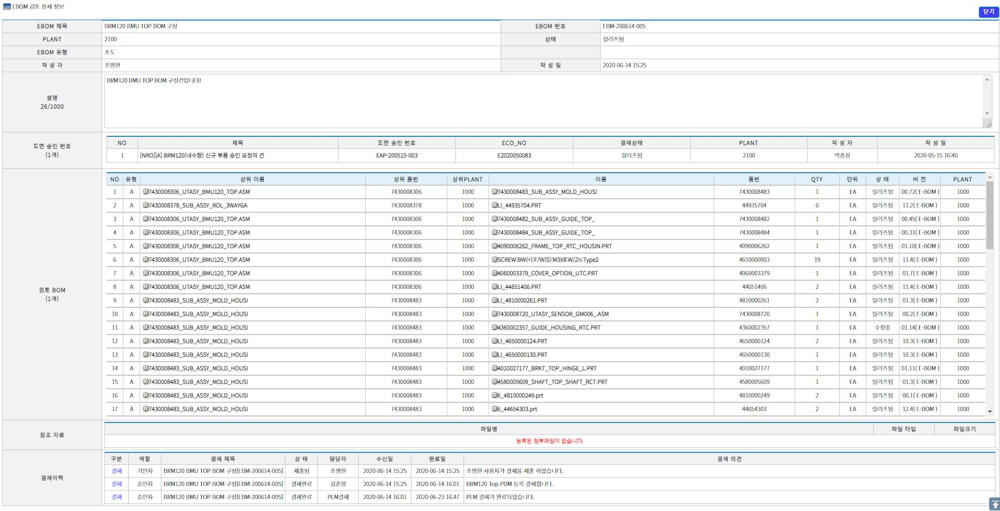 EBOM 검토 상세 정보
닫기
EBOM 제목 BRM120 BMU TOP BOM 구성 EBOM 번호 EBM-200614-005
PLANT 2100 상태 릴리즈됨
EBOM 유형 초도
작 성 자 조병현 작 성 일 2020-06-14 15:25
설명
26/1000
BRM120 BMU TOP BOM 구성건입니다!
도면 승인 번호
(1개)
NO 제목 도면 승인 번호 ECO_NO 결재상태 PLANT 작 성 자 작 성 일
1 [NRO][A] BRM120(내수향) 신규 부품 승인 요청의 건 EAP-200515-003 E2020050083 릴리즈됨 2100 박종성 2020-05-15 16:40
검토 BOM
(1개)
NO 유형 상위 이름 상위 품번 상위PLANT 이름 품번 QTY 단위 상 태 버 전 PLANT
1 A 7430008306_UTASY_BMU120_TOP.ASM 7430008306 1000 7430008483_SUB_ASSY_MOLD_HOUSI 7430008483 1 EA 릴리즈됨 00.72( E-BOM ) 1000
2 A 7430008378_SUB_ASSY_ROL_3WAYGA 7430008378 1000 LI_44935704.PRT 44935704 6 EA 릴리즈됨 11.2( E-BOM ) 1000
3 A 7430008306_UTASY_BMU120_TOP.ASM 7430008306 1000 7430008482_SUB_ASSY_GUIDE_TOP_ 7430008482 1 EA 릴리즈됨 00.45( E-BOM ) 1000
4 A 7430008306_UTASY_BMU120_TOP.ASM 7430008306 1000 7430008484_SUB_ASSY_GUIDE_TOP_ 7430008484 1 EA 릴리즈됨 00.31( E-BOM ) 1000
5 A 7430008306_UTASY_BMU120_TOP.ASM 7430008306 1000 4090006262_FRAME_TOP_RTC_HOUSIN.PRT 4090006262 1 EA 릴리즈됨 01.10( E-BOM ) 1000
6 A 7430008306_UTASY_BMU120_TOP.ASM 7430008306 1000 SCREW:BW(+):F/W(S):M3X8:W/Zn:Type2 4610000003 19 EA 릴리즈됨 11.4( E-BOM ) 1000
7 A 7430008306_UTASY_BMU120_TOP.ASM 7430008306 1000 4060003379_COVER_OPTION_UTC.PRT 4060003379 1 EA 릴리즈됨 01.7( E-BOM ) 1000
8 A 7430008306_UTASY_BMU120_TOP.ASM 7430008306 1000 LI_44651406.PRT 44651406 2 EA 릴리즈됨 11.4( E-BOM ) 1000
9 A 7430008483_SUB_ASSY_MOLD_HOUSI 7430008483 1000 LI_4810000261.PRT 4810000261 2 EA 릴리즈됨 01.3( E-BOM ) 1000
10 A 7430008483_SUB_ASSY_MOLD_HOUSI 7430008483 1000 7430008720_UTASY_SENSOR_GM006_.ASM 7430008720 1 EA 릴리즈됨 00.2( E-BOM ) 1000
11 A 7430008483_SUB_ASSY_MOLD_HOUSI 7430008483 1000 4360002357_GUIDE_HOUSING_RTC.PRT 4360002357 1 EA 수정중 01.14( E-BOM ) 1000
12 A 7430008483_SUB_ASSY_MOLD_HOUSI 7430008483 1000 LI_4650000124.PRT 4650000124 2 EA 릴리즈됨 10.3( E-BOM ) 1000
13 A 7430008483_SUB_ASSY_MOLD_HOUSI 7430008483 1000 LI_4650000130.PRT 4650000130 1 EA 릴리즈됨 10.3( E-BOM ) 1000
14 A 7430008483_SUB_ASSY_MOLD_HOUSI 7430008483 1000 4010027177_BRKT_TOP_HINGE_L.PRT 4010027177 1 EA 릴리즈됨 01.11( E-BOM ) 1000
15 A 7430008483_SUB_ASSY_MOLD_HOUSI 7430008483 1000 4580005609_SHAFT_TOP_SHAFT_RCT.PRT 4580005609 1 EA 릴리즈됨 01.3( E-BOM ) 1000
16 A 7430008483_SUB_ASSY_MOLD_HOUSI 7430008483 1000 li_4810000249.prt 4810000249 2 EA 릴리즈됨 00.1( E-BOM ) 1000
17 A 7430008483_SUB_ASSY_MOLD_HOUSI 7430008483 1000 li_44654303.prt 44654303 2 EA 릴리즈됨 12.4( E-BOM ) 1000
참조 자료
파일명 파일 타입 파일크기
등록된 첨부파일이 없습니다.
결재이력
구분 역할 결재 제목 상 태 담당자 수신일 완료일 결재 의견
결재 기안자 BRM120 BMU TOP BOM 구성[EBM-200614-005] 제출됨 조병현 2020-06-14 15:25 2020-06-14 15:25 조병현 사용자가 결재를 제출 하였습니다.
결재 승인자 BRM120 BMU TOP BOM 구성[EBM-200614-005] 결재완료 김준영 2020-06-14 15:25 2020-06-14 16:01 BRM120 Top PDM 등록 결재합니다.
결재 승인자 BRM120 BMU TOP BOM 구성[EBM-200614-005] 결재완료 PLM결재 2020-06-14 16:01 2020-06-23 16:47 PLM 결재가 완료되었습니다.